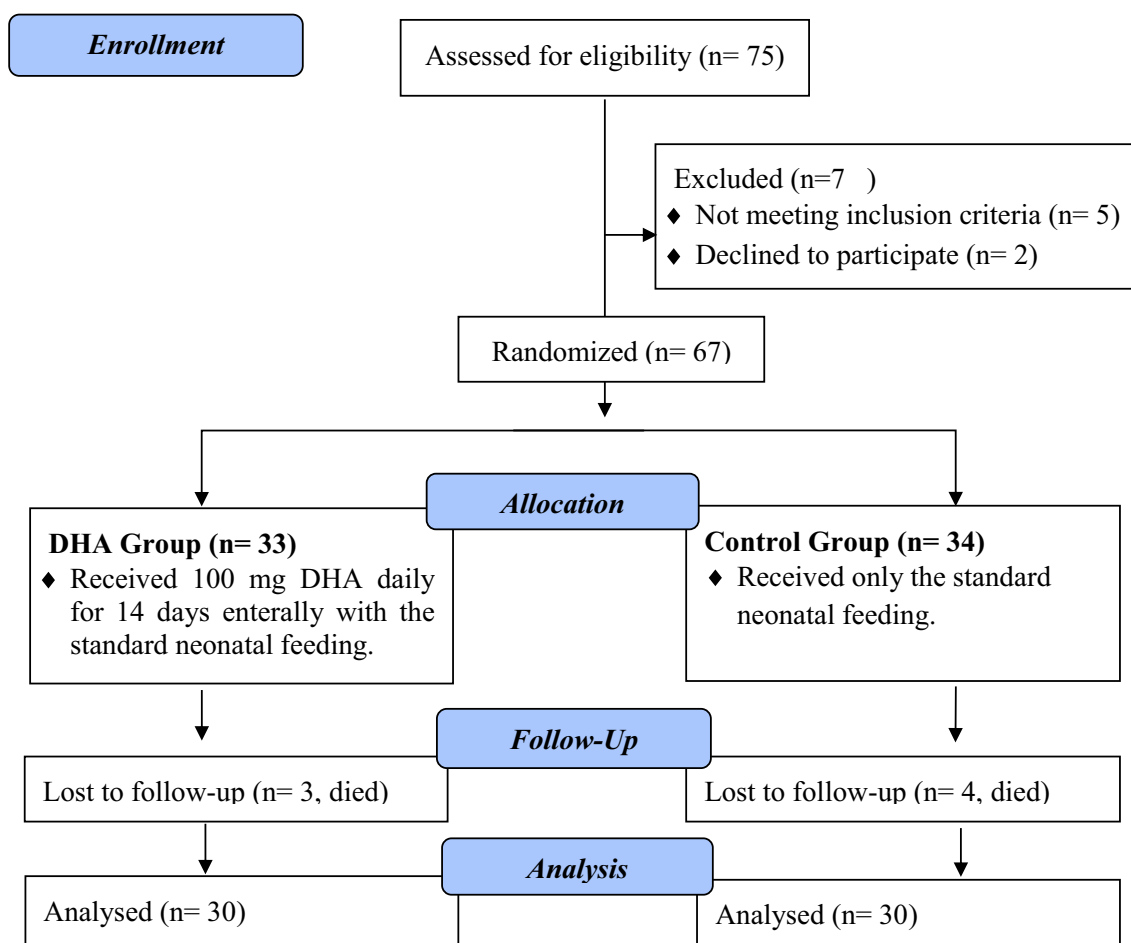 Enrollment
Assessed for eligibility (n= 75)
Excluded (n=7   )
♦ Not meeting inclusion criteria (n= 5)
♦ Declined to participate (n= 2)
Randomized (n= 67)
Allocation
DHA Group (n= 33)
♦ Received 100 mg DHA daily
for 14 days enterally with the
standard neonatal feeding.
Control Group (n= 34)
♦ Received only the standard
neonatal feeding.
Follow-Up
Lost to follow-up (n= 3, died)
Lost to follow-up (n= 4, died)
Analysis
Analysed (n= 30)
Analysed (n= 30)